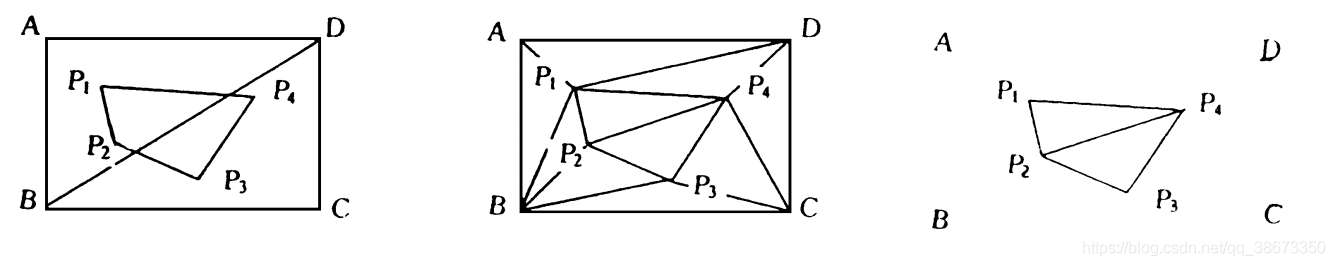 A D
P₁ P₄
P₂ P₃
B C
A D
P₁ P₄
P₂ P₃
B C
A D
P₁ P₄
P₂ P₃
B C
https://blog.csdn.net/qq_38673350